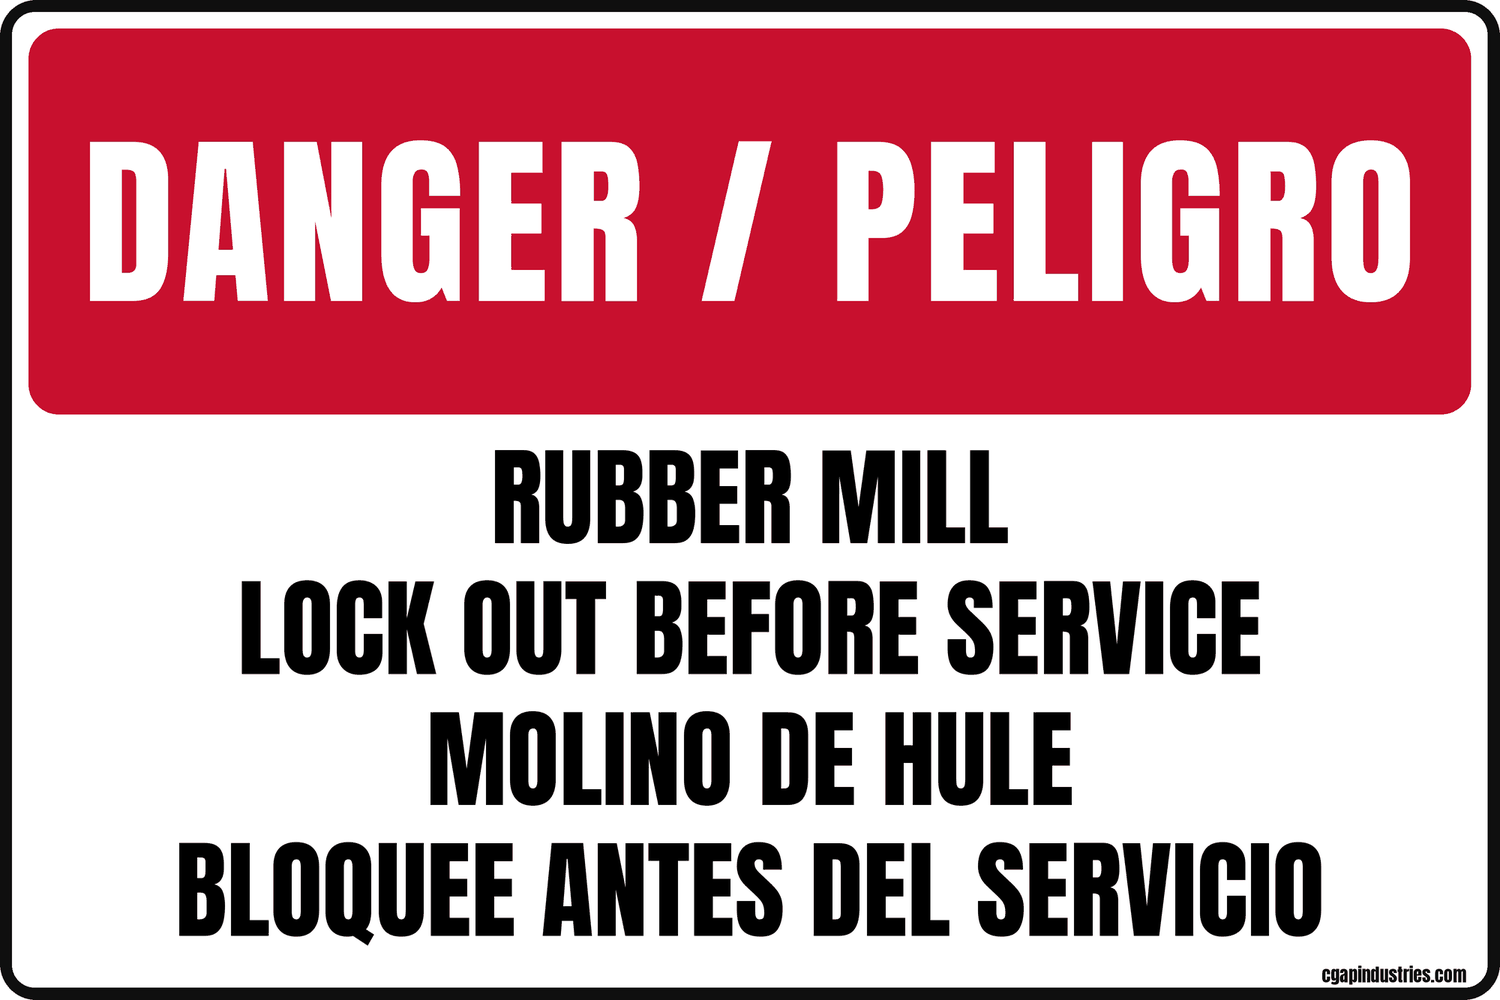 DANGER / PELIGRO
RUBBER MILL
LOCK OUT BEFORE SERVICE
MOLINO DE HULE
BLOQUEE ANTES DEL SERVICIO
cgapindustries.com